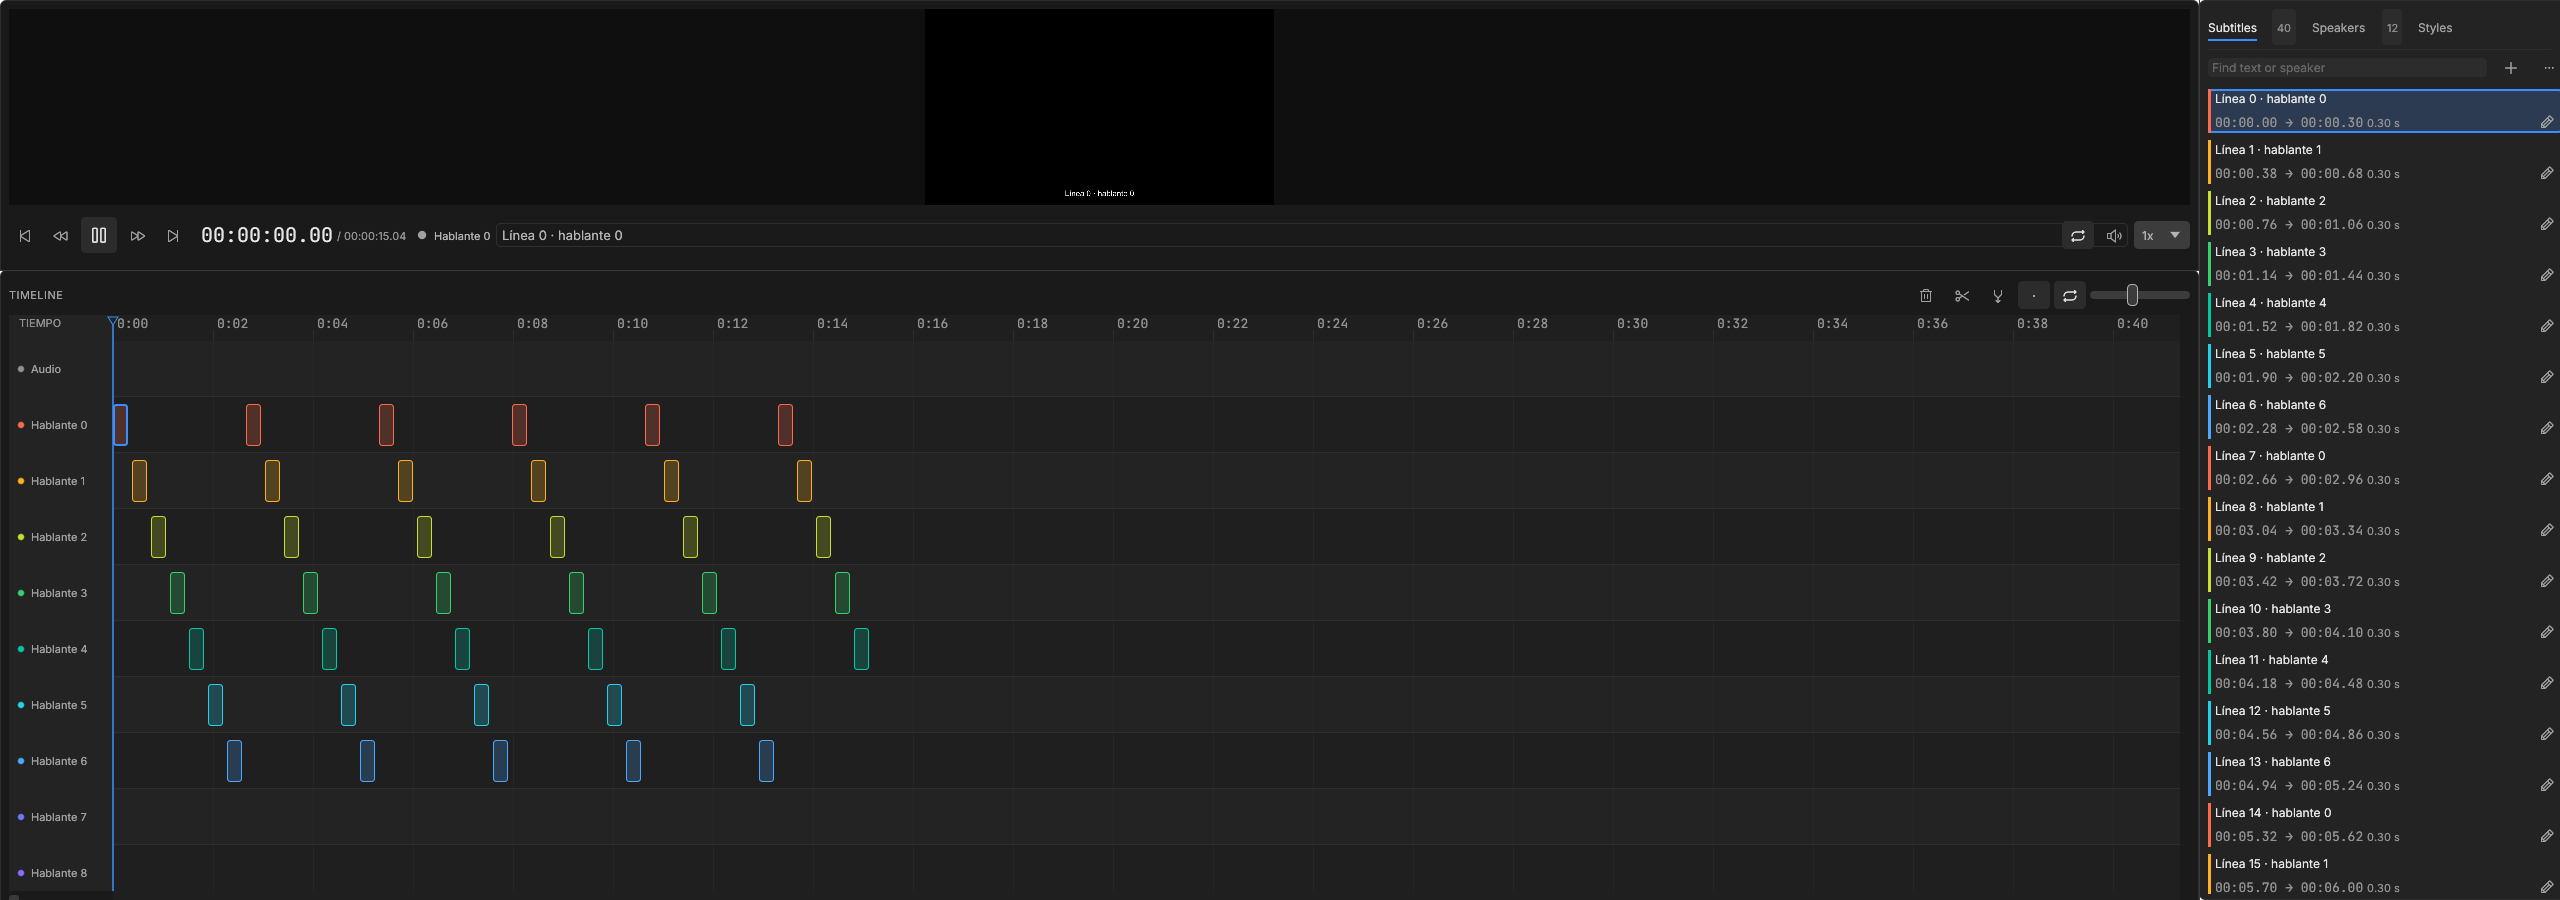 Línea 0 · hablante 0
00:00:00.00 / 00:00:15.04 Hablante 0 Línea 0 · hablante 0 1x
TIMELINE
TIEMPO 0:00 0:02 0:04 0:06 0:08 0:10 0:12 0:14 0:16 0:18 0:20 0:22 0:24 0:26 0:28 0:30 0:32 0:34 0:36 0:38 0:40
Audio
Hablante 0
Hablante 1
Hablante 2
Hablante 3
Hablante 4
Hablante 5
Hablante 6
Hablante 7
Hablante 8
Subtitles 40 Speakers 12 Styles
Find text or speaker
Línea 0 · hablante 0
00:00.00 → 00:00.30 0.30 s
Línea 1 · hablante 1
00:00.38 → 00:00.68 0.30 s
Línea 2 · hablante 2
00:00.76 → 00:01.06 0.30 s
Línea 3 · hablante 3
00:01.14 → 00:01.44 0.30 s
Línea 4 · hablante 4
00:01.52 → 00:01.82 0.30 s
Línea 5 · hablante 5
00:01.90 → 00:02.20 0.30 s
Línea 6 · hablante 6
00:02.28 → 00:02.58 0.30 s
Línea 7 · hablante 0
00:02.66 → 00:02.96 0.30 s
Línea 8 · hablante 1
00:03.04 → 00:03.34 0.30 s
Línea 9 · hablante 2
00:03.42 → 00:03.72 0.30 s
Línea 10 · hablante 3
00:03.80 → 00:04.10 0.30 s
Línea 11 · hablante 4
00:04.18 → 00:04.48 0.30 s
Línea 12 · hablante 5
00:04.56 → 00:04.86 0.30 s
Línea 13 · hablante 6
00:04.94 → 00:05.24 0.30 s
Línea 14 · hablante 0
00:05.32 → 00:05.62 0.30 s
Línea 15 · hablante 1
00:05.70 → 00:06.00 0.30 s